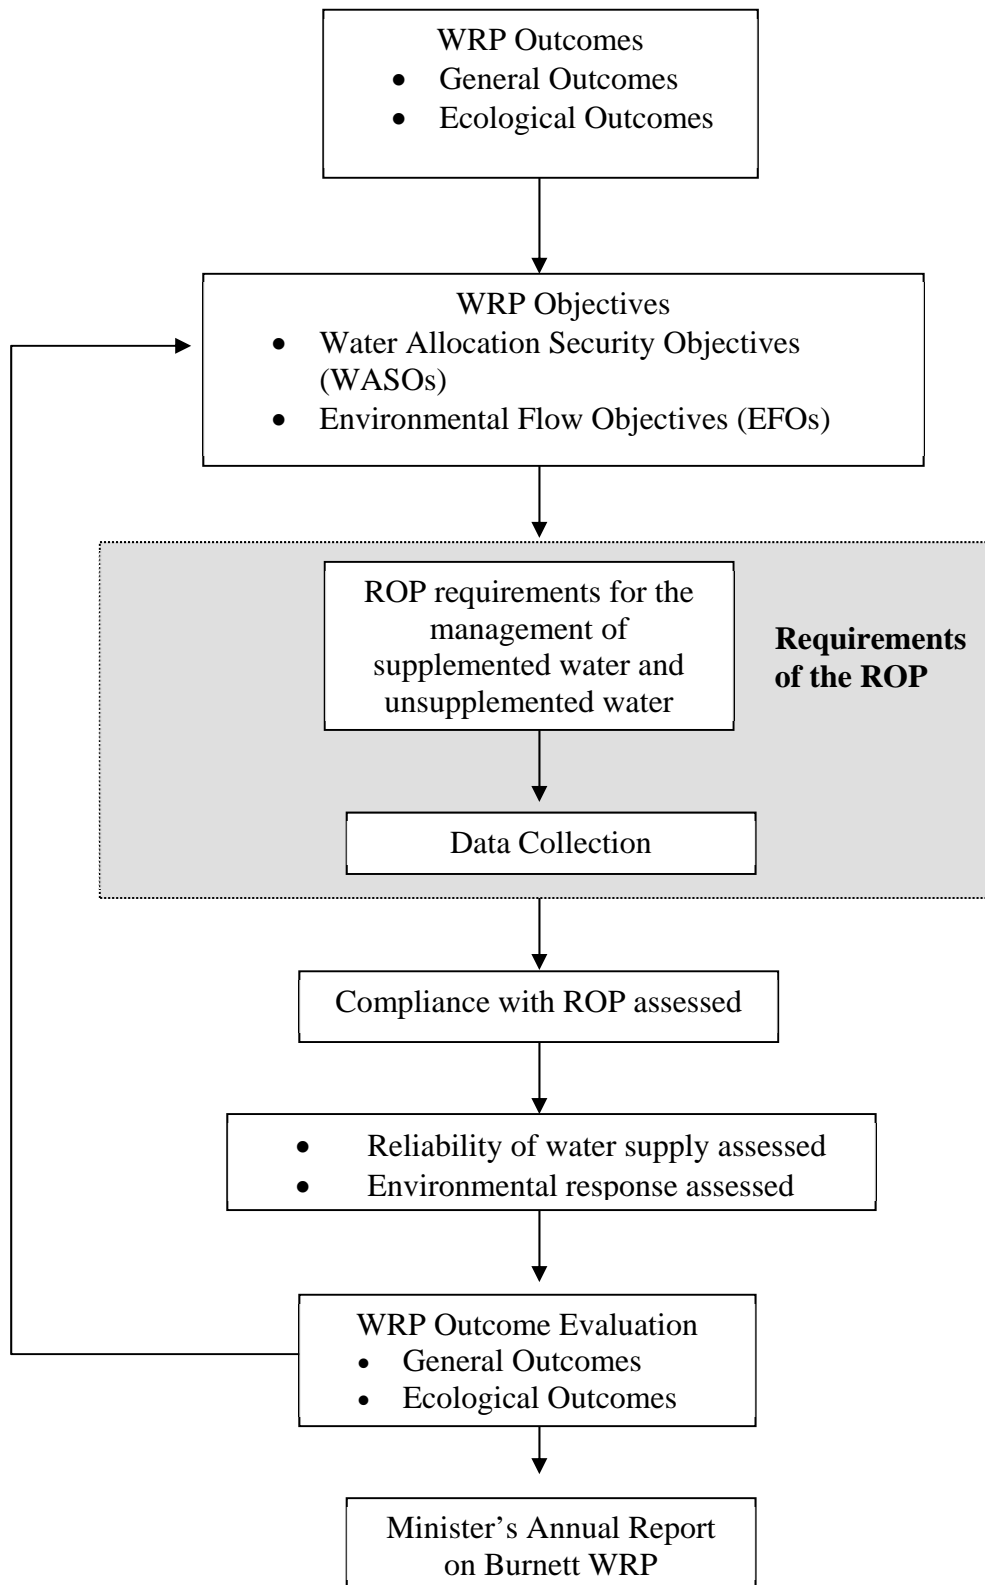 WRP Outcomes
• General Outcomes
• Ecological Outcomes
WRP Objectives
• Water Allocation Security Objectives
(WASOs)
• Environmental Flow Objectives (EFOs)
ROP requirements for the
management of
supplemented water and
unsupplemented water
Requirements
of the ROP
Data Collection
Compliance with ROP assessed
• Reliability of water supply assessed
• Environmental response assessed
WRP Outcome Evaluation
• General Outcomes
• Ecological Outcomes
Minister’s Annual Report
on Burnett WRP